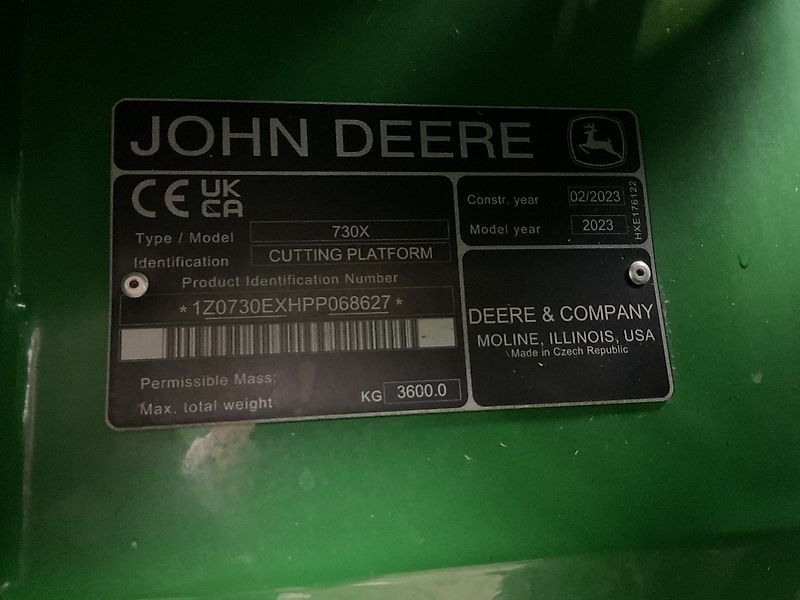 JOHN DEERE
CE UK CA
Constr. year 02/2023
Model year 2023
HXE176122
Type / Model 730X
Identification CUTTING PLATFORM
Product Identification Number
*1Z0730EXHPP068627*
Permissible Mass:
Max. total weight KG 3600.0
DEERE & COMPANY
MOLINE, ILLINOIS, USA
Made in Czech Republic